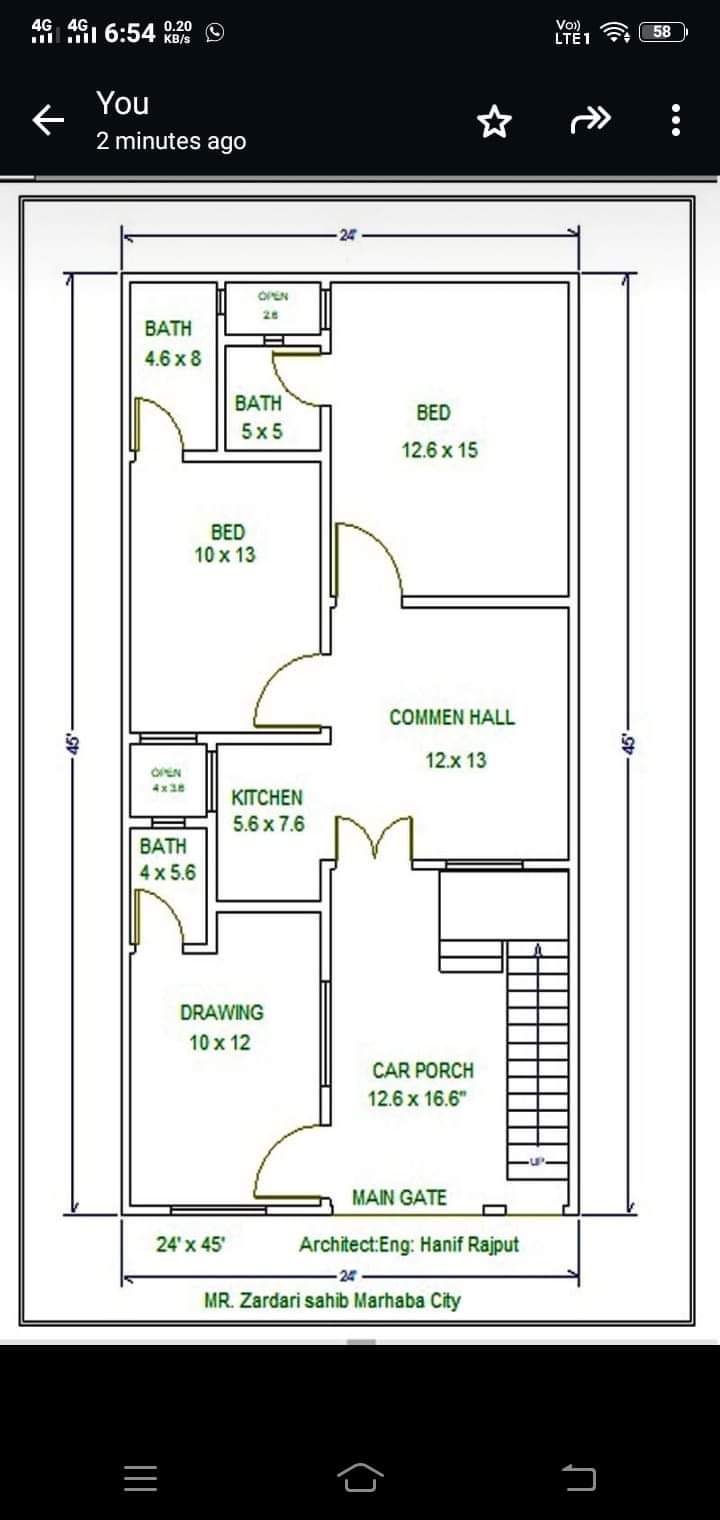 4G 4G 6:54 0.20 KB/s Vo)) LTE1 58
You
2 minutes ago
24'
OPEN
2.6
BATH
4.6 x 8
BATH
5 x 5
BED
12.6 x 15
BED
10 x 13
COMMEN HALL
12.x 13
45'
45'
OPEN
4 x 3.6
KITCHEN
5.6 x 7.6
BATH
4 x 5.6
DRAWING
10 x 12
CAR PORCH
12.6 x 16.6"
UP
MAIN GATE
24' x 45' Architect:Eng: Hanif Rajput
24'
MR. Zardari sahib Marhaba City